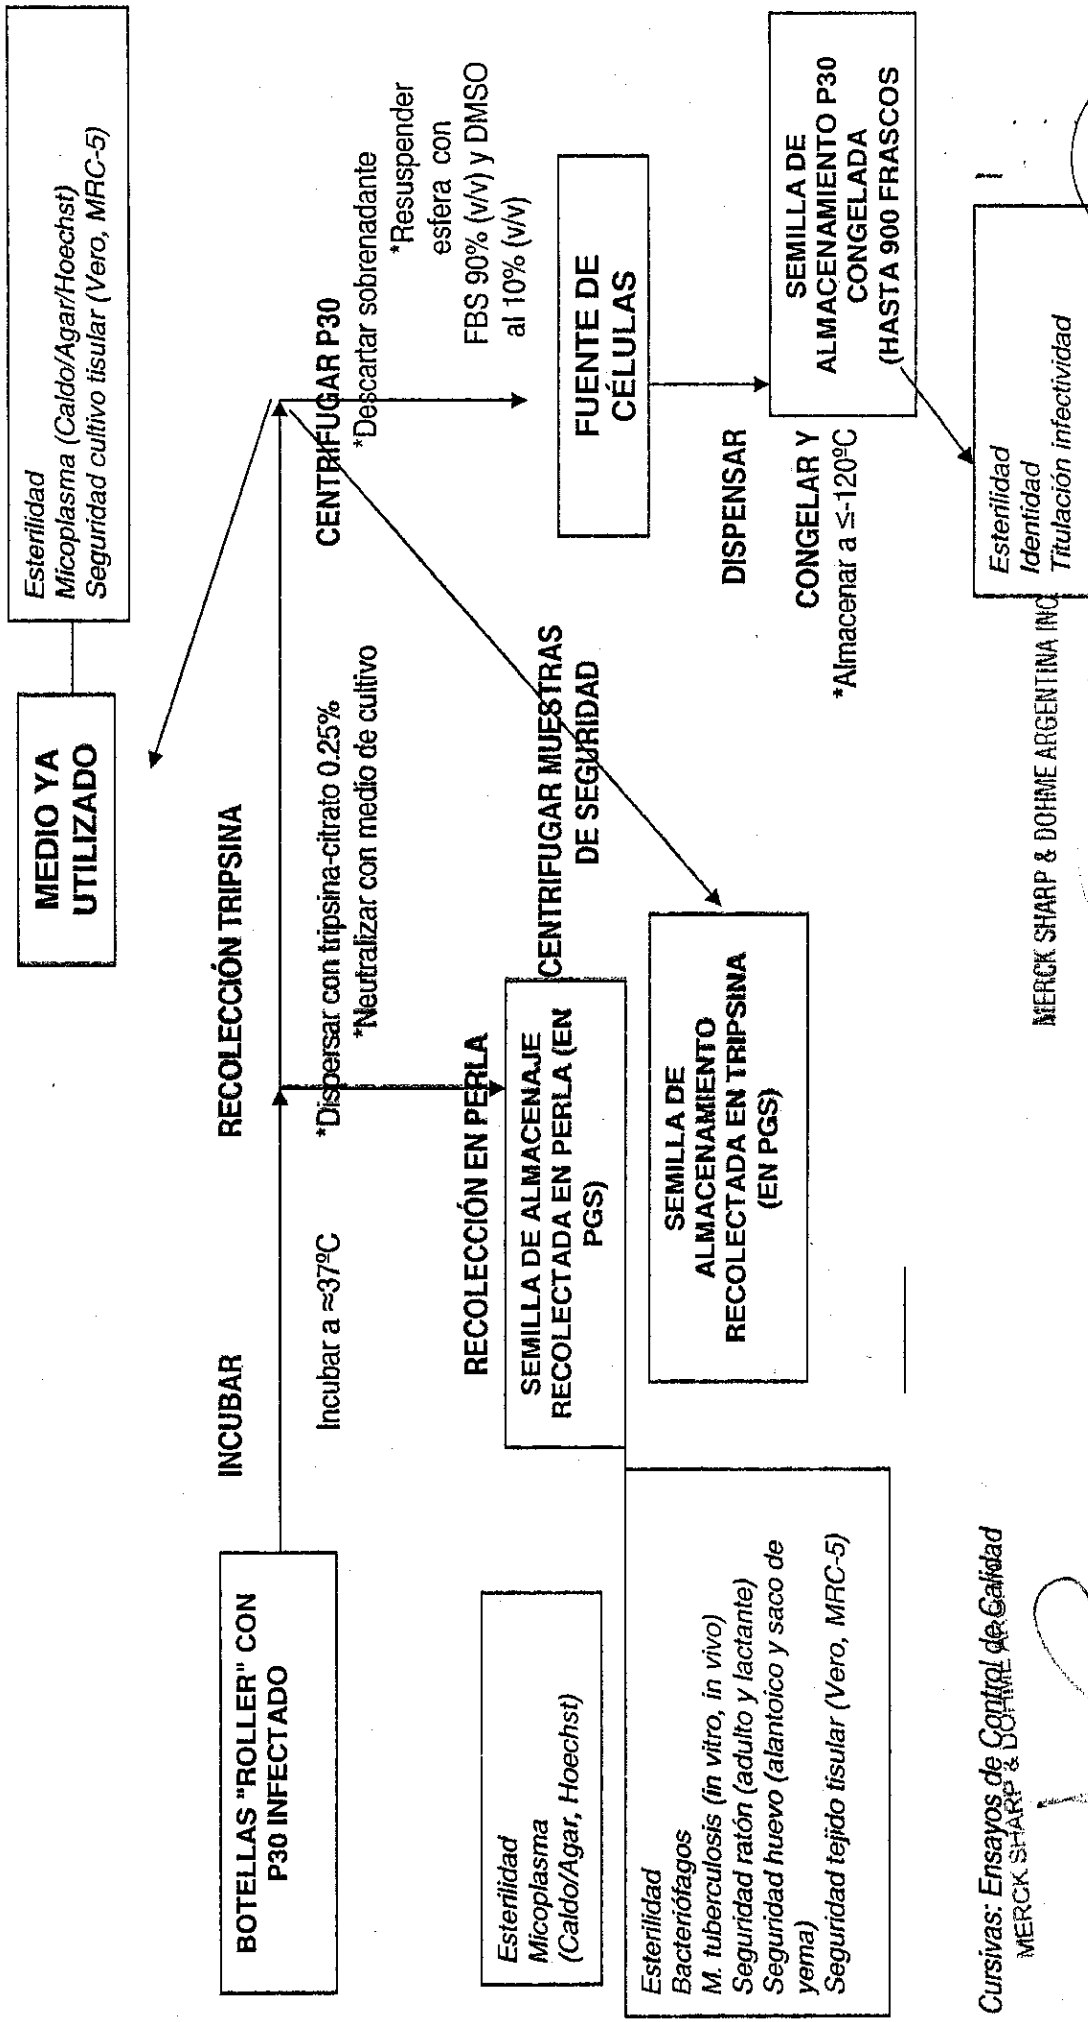 BOTELLAS "ROLLER" CON
P30 INFECTADO
INCUBAR
Incubar a ≈37ºC
RECOLECCIÓN TRIPSINA
*Dispersar con tripsina-citrato 0.25%
*Neutralizar con medio de cultivo
MEDIO YA
UTILIZADO
Esterilidad
Micoplasma (Caldo/Agar/Hoechst)
Seguridad cultivo tisular (Vero, MRC-5)
CENTRIFUGAR P30
*Descartar sobrenadante
*Resuspender
esfera con
FBS 90% (v/v) y DMSO
al 10% (v/v)
RECOLECCIÓN EN PERLA
SEMILLA DE ALMACENAJE
RECOLECTADA EN PERLA (EN
PGS)
CENTRIFUGAR MUESTRAS
DE SEGURIDAD
FUENTE DE
CÉLULAS
Esterilidad
Micoplasma
(Caldo/Agar, Hoechst)
SEMILLA DE
ALMACENAMIENTO
RECOLECTADA EN TRIPSINA
(EN PGS)
DISPENSAR
CONGELAR Y
*Almacenar a ≤-120ºC
SEMILLA DE
ALMACENAMIENTO P30
CONGELADA
(HASTA 900 FRASCOS
Esterilidad
Bacteriófagos
M. tuberculosis (in vitro, in vivo)
Seguridad ratón (adulto y lactante)
Seguridad huevo (alantoico y saco de
yema)
Seguridad tejido tisular (Vero, MRC-5)
Esterilidad
Identidad
Titulación infectividad
Cursivas: Ensayos de Control de Calidad
MERCK SHARP & DOHME ARGENTINA INC.
MERCK SHARP & DOHME